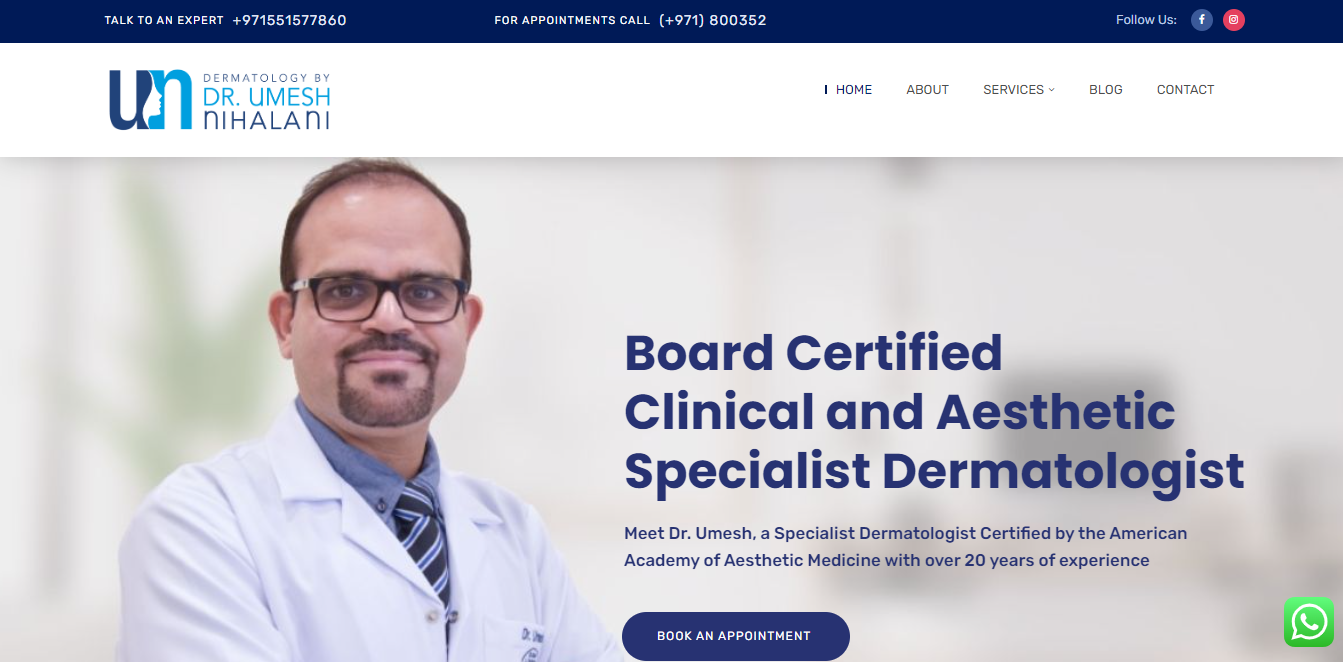 TALK TO AN EXPERT +971551577860
FOR APPOINTMENTS CALL (+971) 800352
Follow Us:
un
DERMATOLOGY BY
DR. UMESH
NIHALANI
HOME ABOUT SERVICES BLOG CONTACT
Board Certified
Clinical and Aesthetic
Specialist Dermatologist
Meet Dr. Umesh, a Specialist Dermatologist Certified by the American
Academy of Aesthetic Medicine with over 20 years of experience
BOOK AN APPOINTMENT